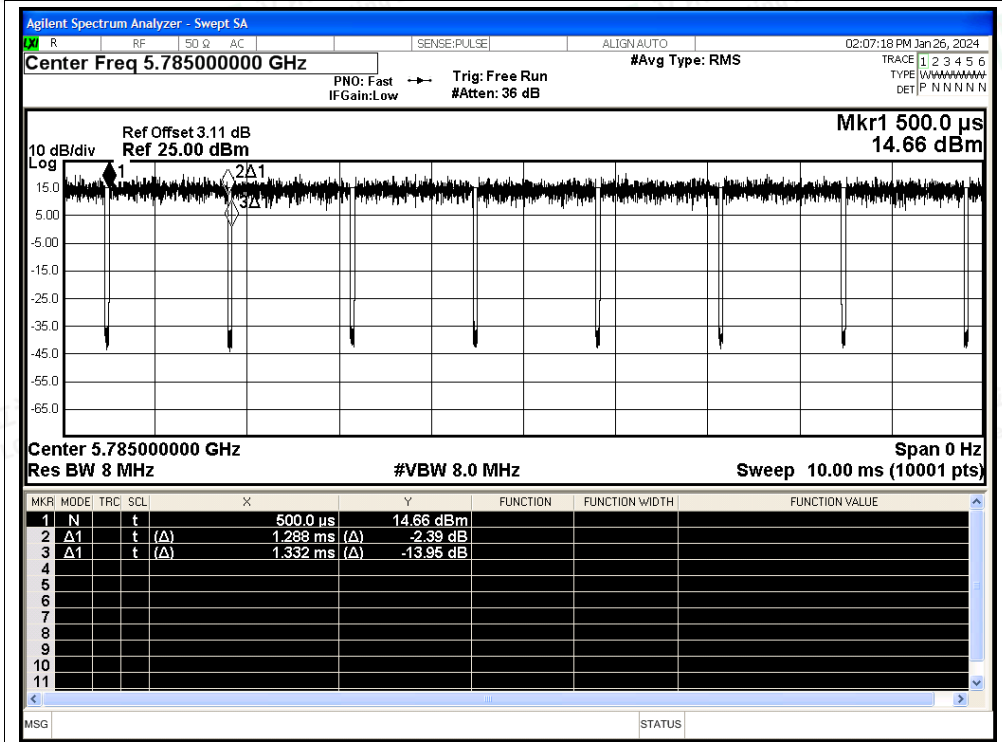 Agilent Spectrum Analyzer - Swept SA
LXI R RF 50 Ω AC SENSE:PULSE ALIGN AUTO 02:07:18 PM Jan 26, 2024
Center Freq 5.785000000 GHz #Avg Type: RMS TRACE 1 2 3 4 5 6
PNO: Fast Trig: Free Run TYPE WWWWWW
IFGain:Low #Atten: 36 dB DET P N N N N N
Mkr1 500.0 µs
14.66 dBm
Ref Offset 3.11 dB
10 dB/div Ref 25.00 dBm
Log
1 2Δ1
3Δ1
15.0
5.00
-5.00
-15.0
-25.0
-35.0
-45.0
-55.0
-65.0
Center 5.785000000 GHz Span 0 Hz
Res BW 8 MHz #VBW 8.0 MHz Sweep 10.00 ms (10001 pts)
MKR MODE TRC SCL X Y FUNCTION FUNCTION WIDTH FUNCTION VALUE
1 N t 500.0 µs 14.66 dBm
2 Δ1 t (Δ) 1.288 ms (Δ) -2.39 dB
3 Δ1 t (Δ) 1.332 ms (Δ) -13.95 dB
4
5
6
7
8
9
10
11
MSG STATUS